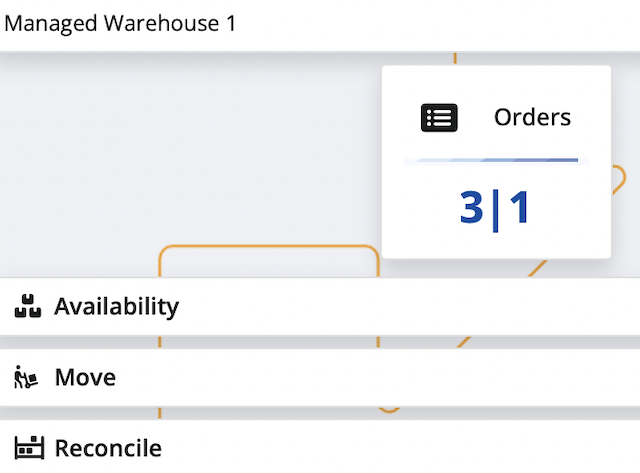 Managed Warehouse 1
Orders
3|1
Availability
Move
Reconcile